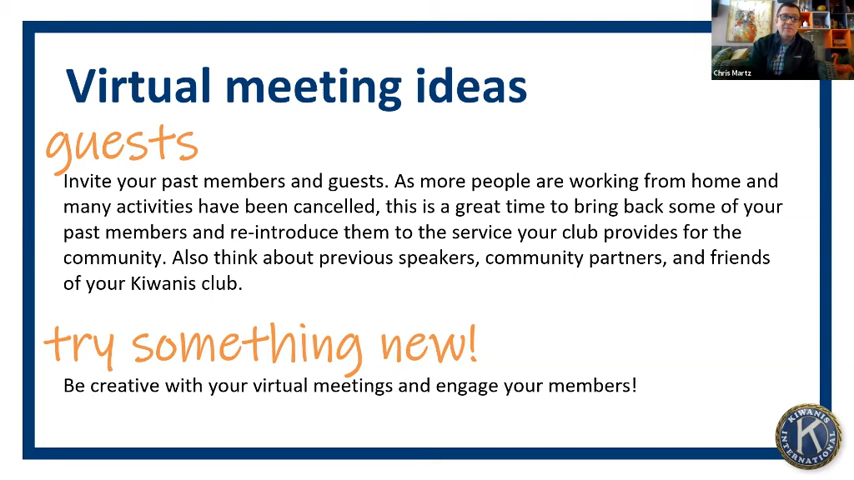 Virtual meeting ideas
Chris Martz
guests
Invite your past members and guests. As more people are working from home and
many activities have been cancelled, this is a great time to bring back some of your
past members and re-introduce them to the service your club provides for the
community. Also think about previous speakers, community partners, and friends
of your Kiwanis club.
try something new!
Be creative with your virtual meetings and engage your members!
KIWANIS
K
INTERNATIONAL